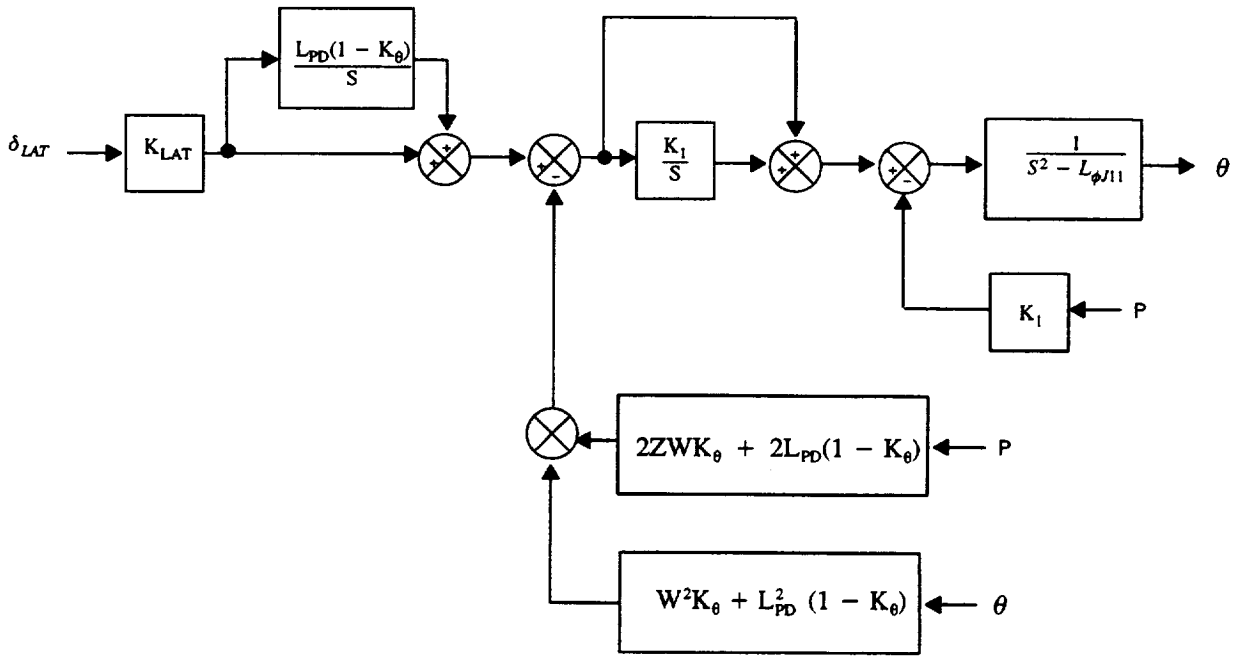 L_PD(1 - K_θ)
S
δ_LAT
K_LAT
+
+
+
-
K_1
S
+
+
+
-
1
S² - L_φJ11
θ
K_1
P
2ZWK_θ + 2L_PD(1 - K_θ)
P
W²K_θ + L²_PD (1 - K_θ)
θ